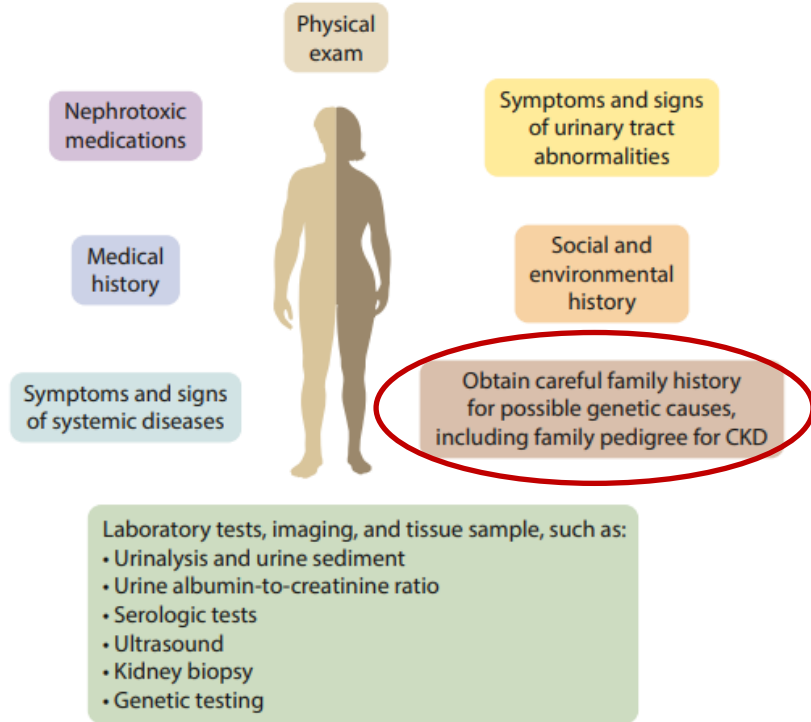 Physical
exam
Nephrotoxic
medications
Symptoms and signs
of urinary tract
abnormalities
Medical
history
Social and
environmental
history
Symptoms and signs
of systemic diseases
Obtain careful family history
for possible genetic causes,
including family pedigree for CKD
Laboratory tests, imaging, and tissue sample, such as:
• Urinalysis and urine sediment
• Urine albumin-to-creatinine ratio
• Serologic tests
• Ultrasound
• Kidney biopsy
• Genetic testing